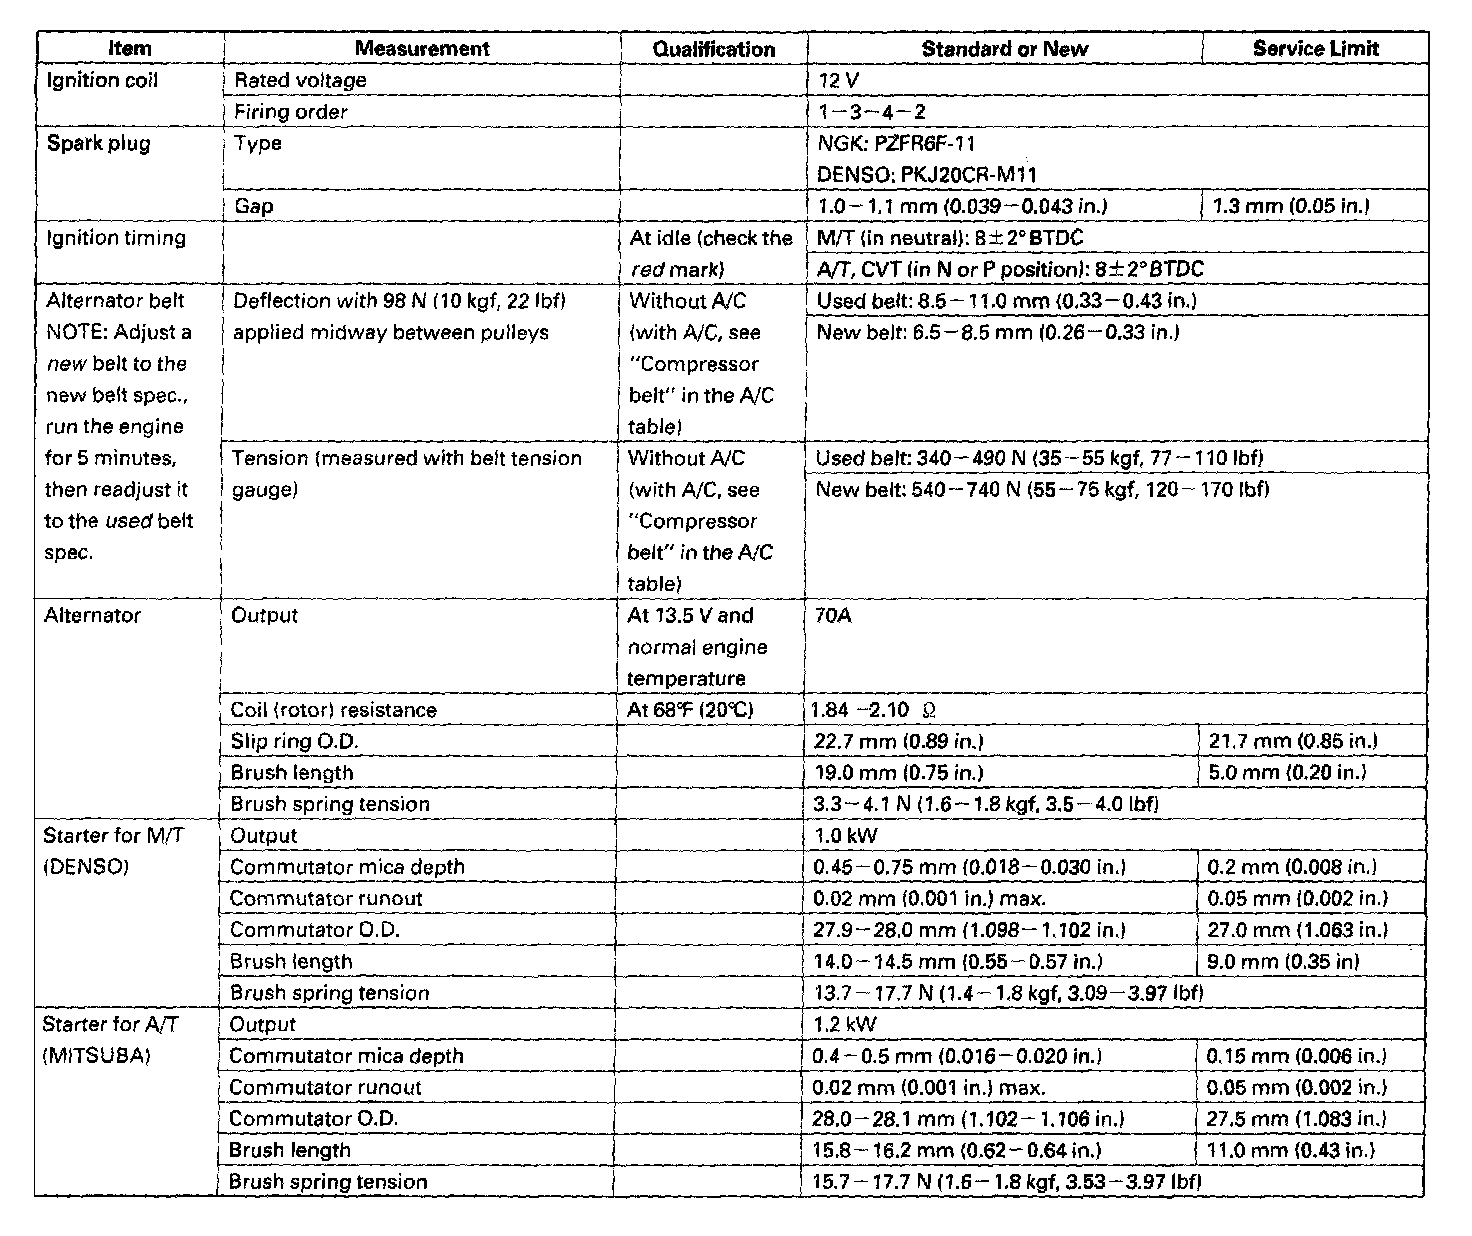 Item Measurement Qualification Standard or New Service Limit
Ignition coil Rated voltage 12 V
Firing order 1–3–4–2
Spark plug Type NGK: PZFR6F-11
DENSO: PKJ20CR-M11
Gap 1.0–1.1 mm (0.039–0.043 in.) 1.3 mm (0.05 in.)
Ignition timing At idle (check the M/T (in neutral): 8±2° BTDC
red mark) A/T, CVT (in N or P position): 8±2°BTDC
Alternator belt Deflection with 98 N (10 kgf, 22 lbf) Without A/C Used belt: 8.5–11.0 mm (0.33–0.43 in.)
NOTE: Adjust a applied midway between pulleys (with A/C, see New belt: 6.5–8.5 mm (0.26–0.33 in.)
new belt to the "Compressor
new belt spec., belt" in the A/C
run the engine table)
for 5 minutes, Tension (measured with belt tension Without A/C Used belt: 340–490 N (35–55 kgf, 77–110 lbf)
then readjust it gauge) (with A/C, see New belt: 540–740 N (55–75 kgf, 120–170 lbf)
to the used belt "Compressor
spec. belt" in the A/C
table)
Alternator Output At 13.5 V and 70A
normal engine
temperature
Coil (rotor) resistance At 68°F (20°C) 1.84 –2.10 Ω
Slip ring O.D. 22.7 mm (0.89 in.) 21.7 mm (0.85 in.)
Brush length 19.0 mm (0.75 in.) 5.0 mm (0.20 in.)
Brush spring tension 3.3–4.1 N (1.6–1.8 kgf, 3.5–4.0 lbf)
Starter for M/T Output 1.0 kW
(DENSO) Commutator mica depth 0.45–0.75 mm (0.018–0.030 in.) 0.2 mm (0.008 in.)
Commutator runout 0.02 mm (0.001 in.) max. 0.05 mm (0.002 in.)
Commutator O.D. 27.9–28.0 mm (1.098–1.102 in.) 27.0 mm (1.063 in.)
Brush length 14.0–14.5 mm (0.55–0.57 in.) 9.0 mm (0.35 in)
Brush spring tension 13.7–17.7 N (1.4–1.8 kgf, 3.09–3.97 lbf)
Starter for A/T Output 1.2 kW
(MITSUBA) Commutator mica depth 0.4–0.5 mm (0.016–0.020 in.) 0.15 mm (0.006 in.)
Commutator runout 0.02 mm (0.001 in.) max. 0.05 mm (0.002 in.)
Commutator O.D. 28.0–28.1 mm (1.102–1.106 in.) 27.5 mm (1.083 in.)
Brush length 15.8–16.2 mm (0.62–0.64 in.) 11.0 mm (0.43 in.)
Brush spring tension 15.7–17.7 N (1.6–1.8 kgf, 3.53–3.97 lbf)